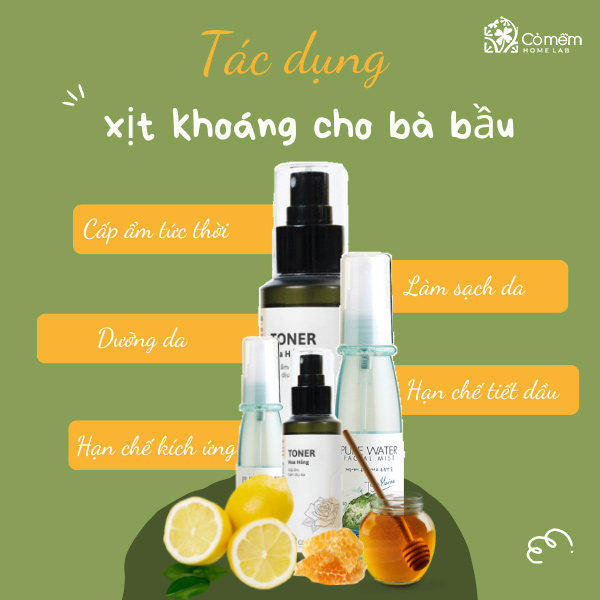 Cỏ mềm
HOME LAB
Tác dụng
xịt khoáng cho bà bầu
Cấp ẩm tức thời
Làm sạch da
Dưỡng da
Hạn chế tiết dầu
Hạn chế kích ứng
TONER
TONER
Hoa Hồng
PURE WATER
FACIAL MIST